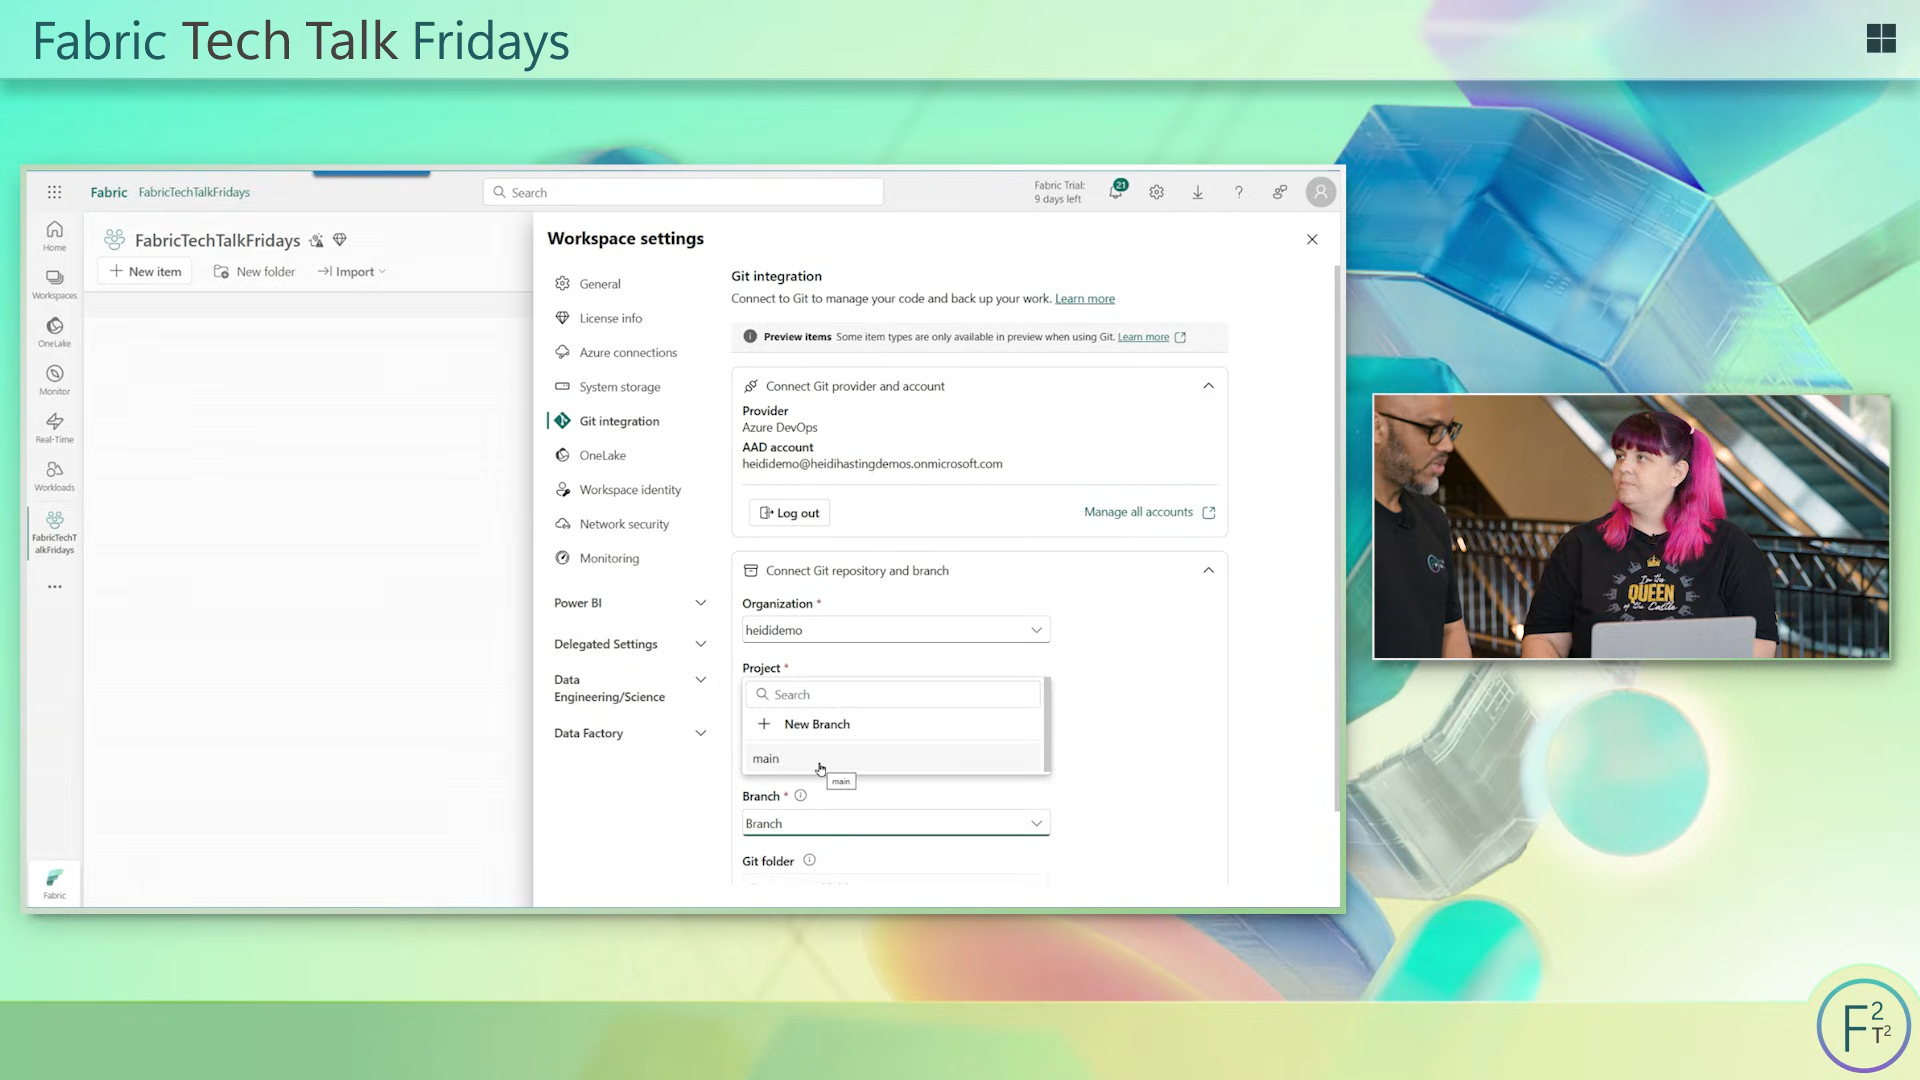 Fabric Tech Talk Fridays
Fabric FabricTechTalkFridays
Search
Fabric Trial:
9 days left
21
Home
Workspaces
OneLake
Monitor
Real-Time
Workloads
FabricTechT
alkFridays
Fabric
FabricTechTalkFridays
New item
New folder
Import
Workspace settings
General
License info
Azure connections
System storage
Git integration
OneLake
Workspace identity
Network security
Monitoring
Power BI
Delegated Settings
Data
Engineering/Science
Data Factory
Git integration
Connect to Git to manage your code and back up your work. Learn more
Preview items Some item types are only available in preview when using Git. Learn more
Connect Git provider and account
Provider
Azure DevOps
AAD account
heididemo@heidihastingdemos.onmicrosoft.com
Log out
Manage all accounts
Connect Git repository and branch
Organization *
heididemo
Project *
Search
New Branch
main
main
Branch *
Branch
Git folder
I'm the
QUEEN
of the Castle
F2
T2